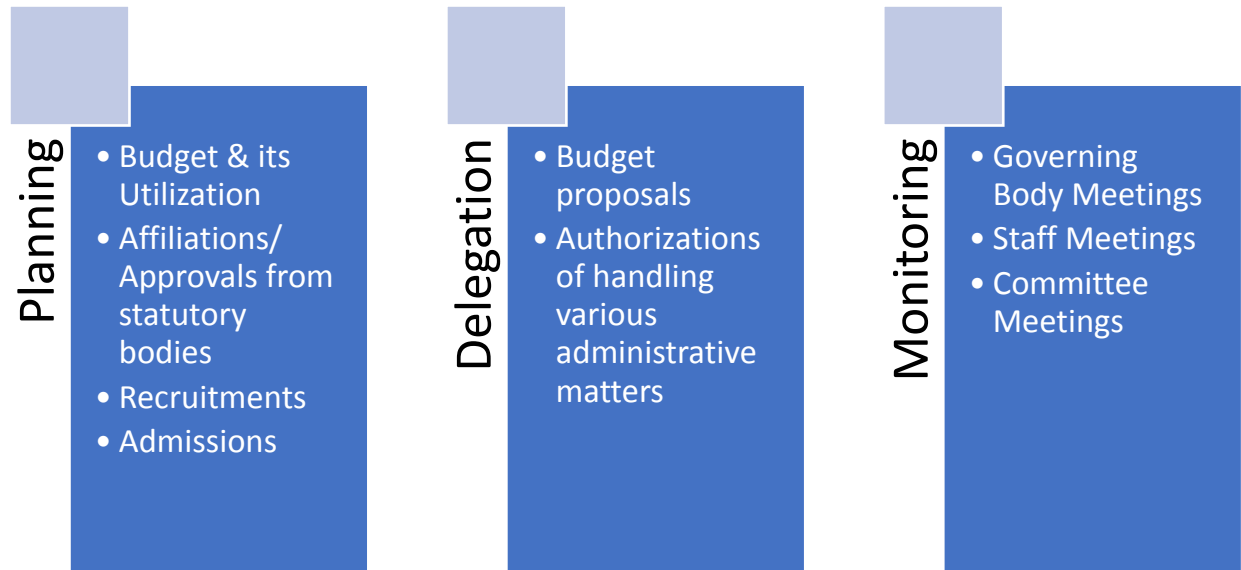 Planning
• Budget & its
Utilization
• Affiliations/
Approvals from
statutory
bodies
• Recruitments
• Admissions
Delegation
• Budget
proposals
• Authorizations
of handling
various
administrative
matters
Monitoring
• Governing
Body Meetings
• Staff Meetings
• Committee
Meetings